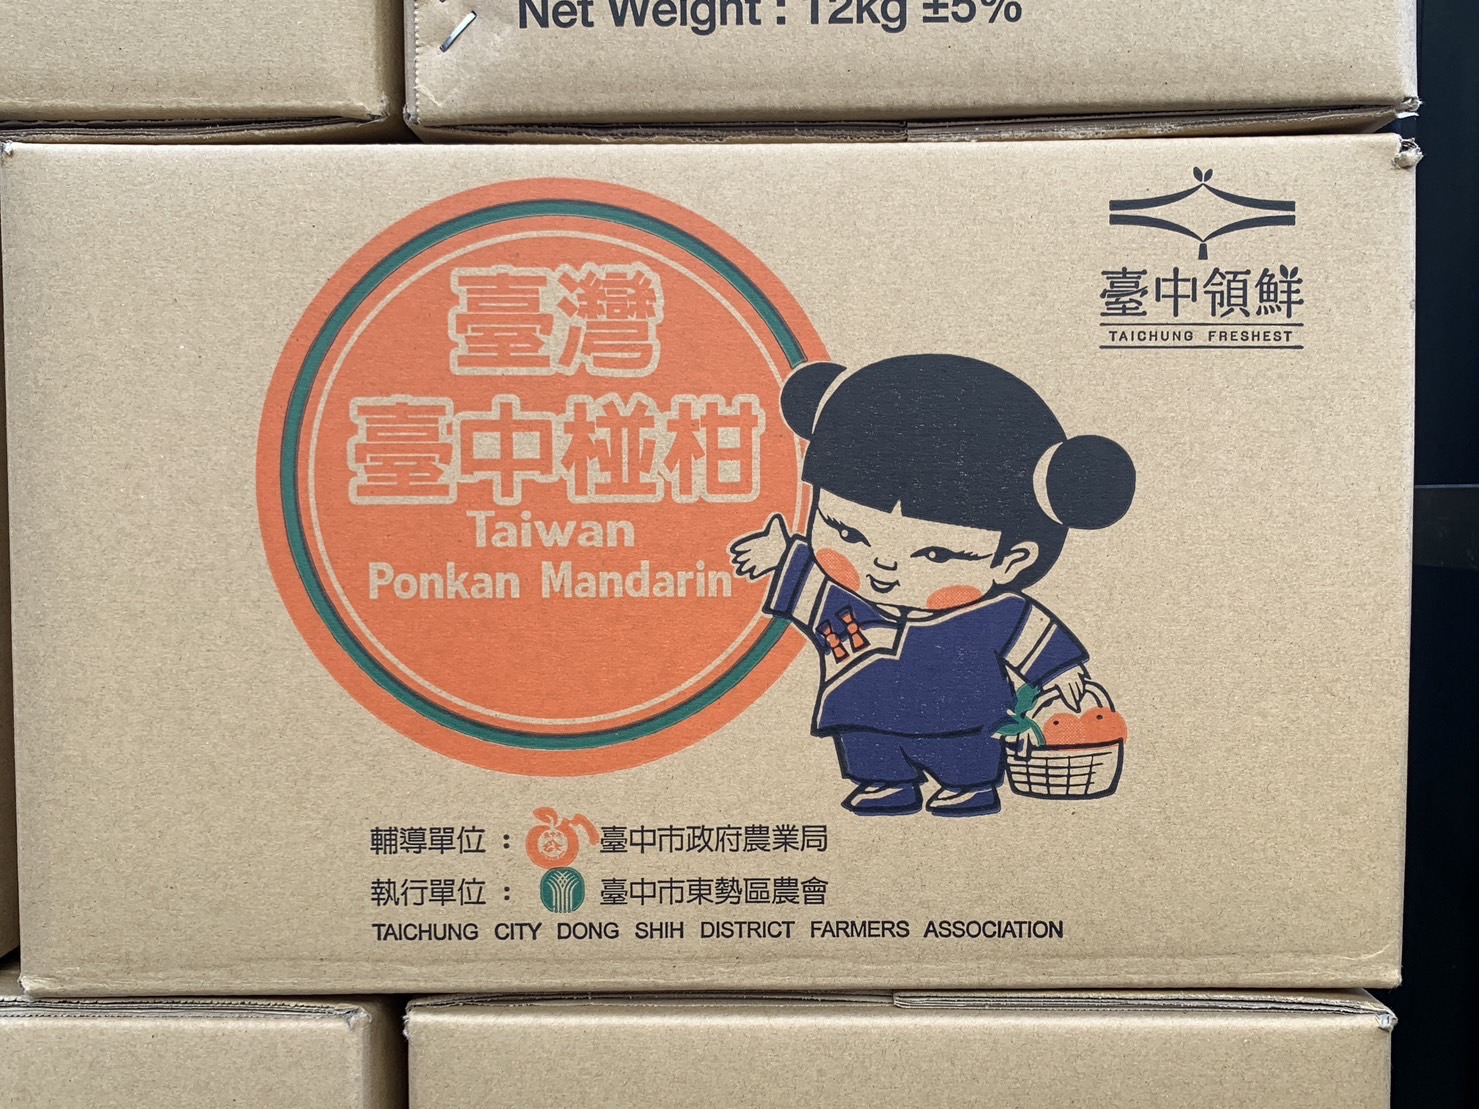 Net Weight : 12kg ±5%
臺中領鮮
TAICHUNG FRESHEST
臺灣
臺中椪柑
Taiwan
Ponkan Mandarin
輔導單位 : 臺中市政府農業局
執行單位 : 臺中市東勢區農會
TAICHUNG CITY DONG SHIH DISTRICT FARMERS ASSOCIATION